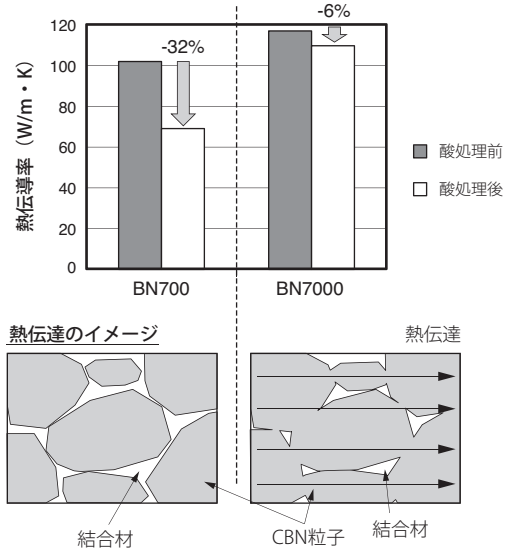 熱伝導率（W/m・K）
120
100
80
60
40
20
0
-32%
-6%
BN700
BN7000
酸処理前
酸処理後
熱伝達のイメージ
熱伝達
結合材
CBN粒子
結合材